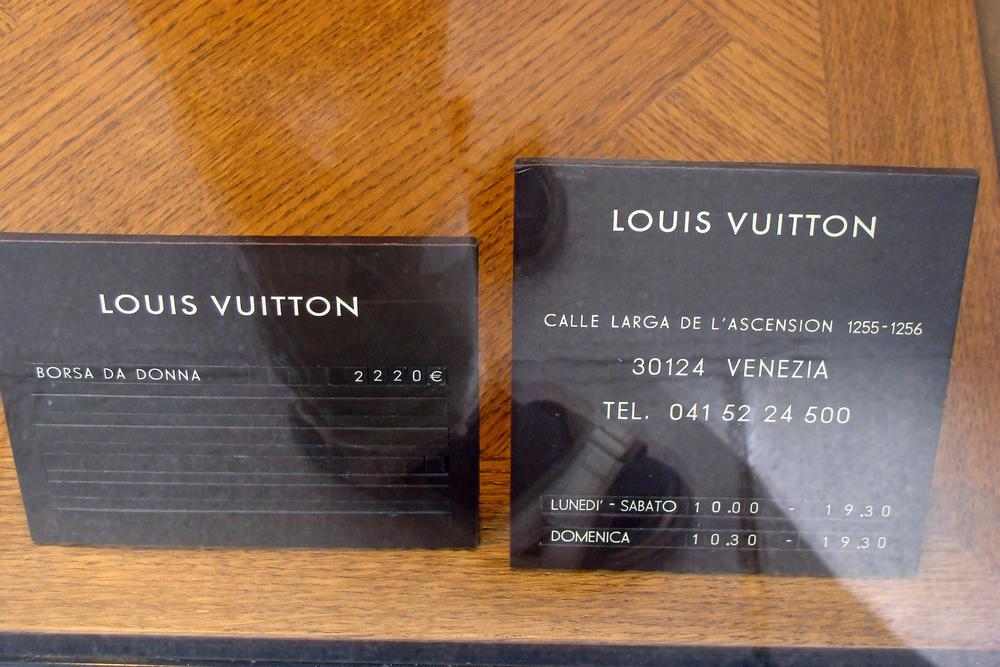 LOUIS VUITTON
BORSA DA DONNA 2220€
LOUIS VUITTON
CALLE LARGA DE L'ASCENSION 1255-1256
30124 VENEZIA
TEL. 041 52 24 500
LUNEDI' - SABATO 10.00 - 19.30
DOMENICA 10.30 - 19.30